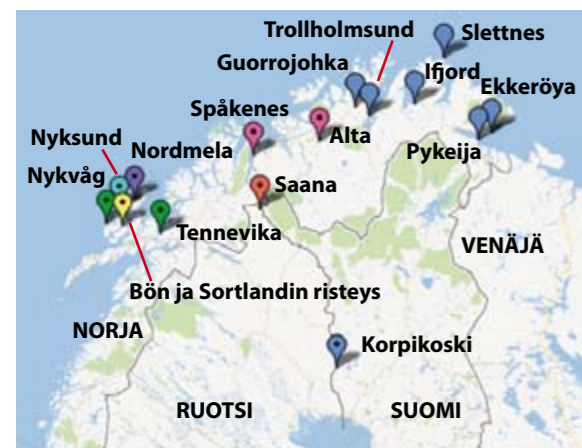 Trollholmsund
Slettnes
Guorrojohka
Ifjord
Ekkeröya
Spåkenes
Nyksund
Nordmela
Alta
Pykeija
Nykvåg
Saana
Tennevika
VENÄJÄ
Bön ja Sortlandin risteys
NORJA
Korpikoski
RUOTSI
SUOMI